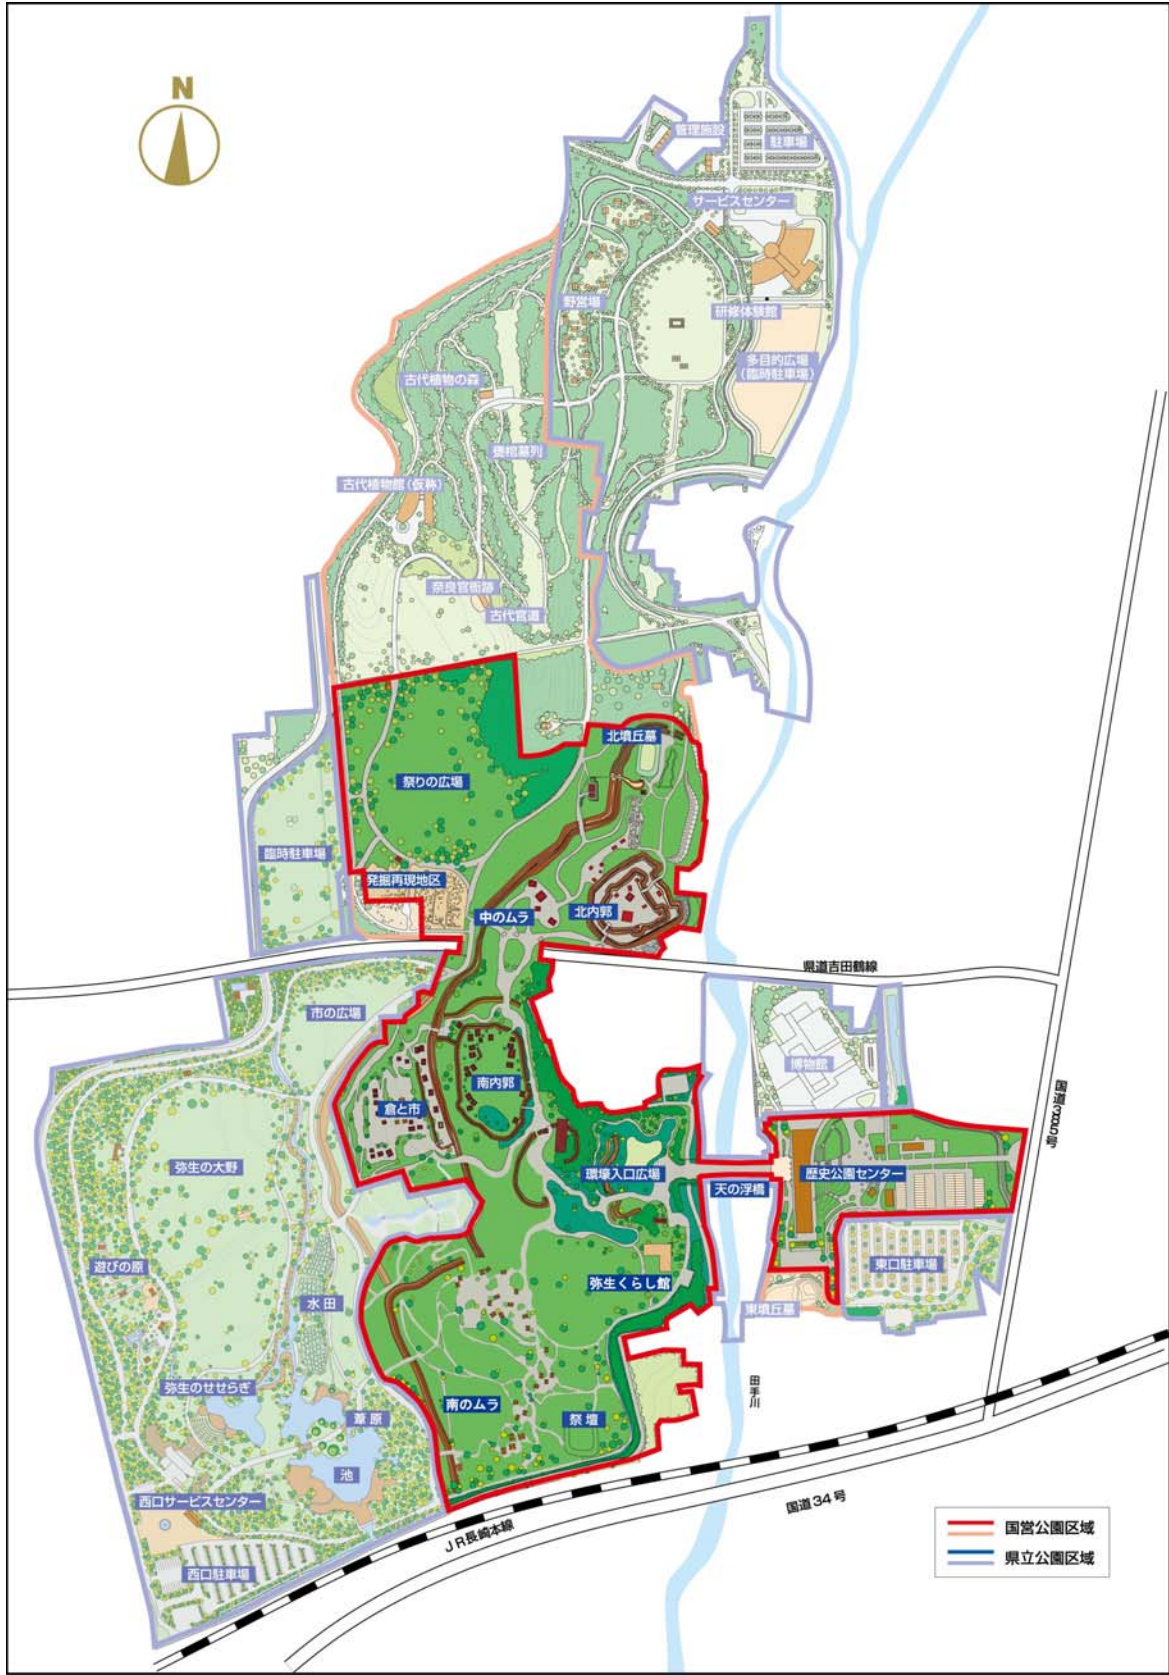 N
管理施設
駐車場
サービスセンター
野営場
研修体験館
多目的広場
（臨時駐車場）
古代植物の森
甕棺墓列
古代植物館（仮称）
奈良官衙跡
古代官道
北墳丘墓
祭りの広場
臨時駐車場
発掘再現地区
中のムラ
北内郭
県道吉田鶴線
市の広場
博物館
南内郭
倉と市
国道385号
弥生の大野
環壕入口広場
天の浮橋
歴史公園センター
遊びの原
弥生くらし館
東口駐車場
水田
東墳丘墓
弥生のせせらぎ
葦原
南のムラ
祭壇
田手川
池
西口サービスセンター
国道34号
JR長崎本線
西口駐車場
国営公園区域
県立公園区域